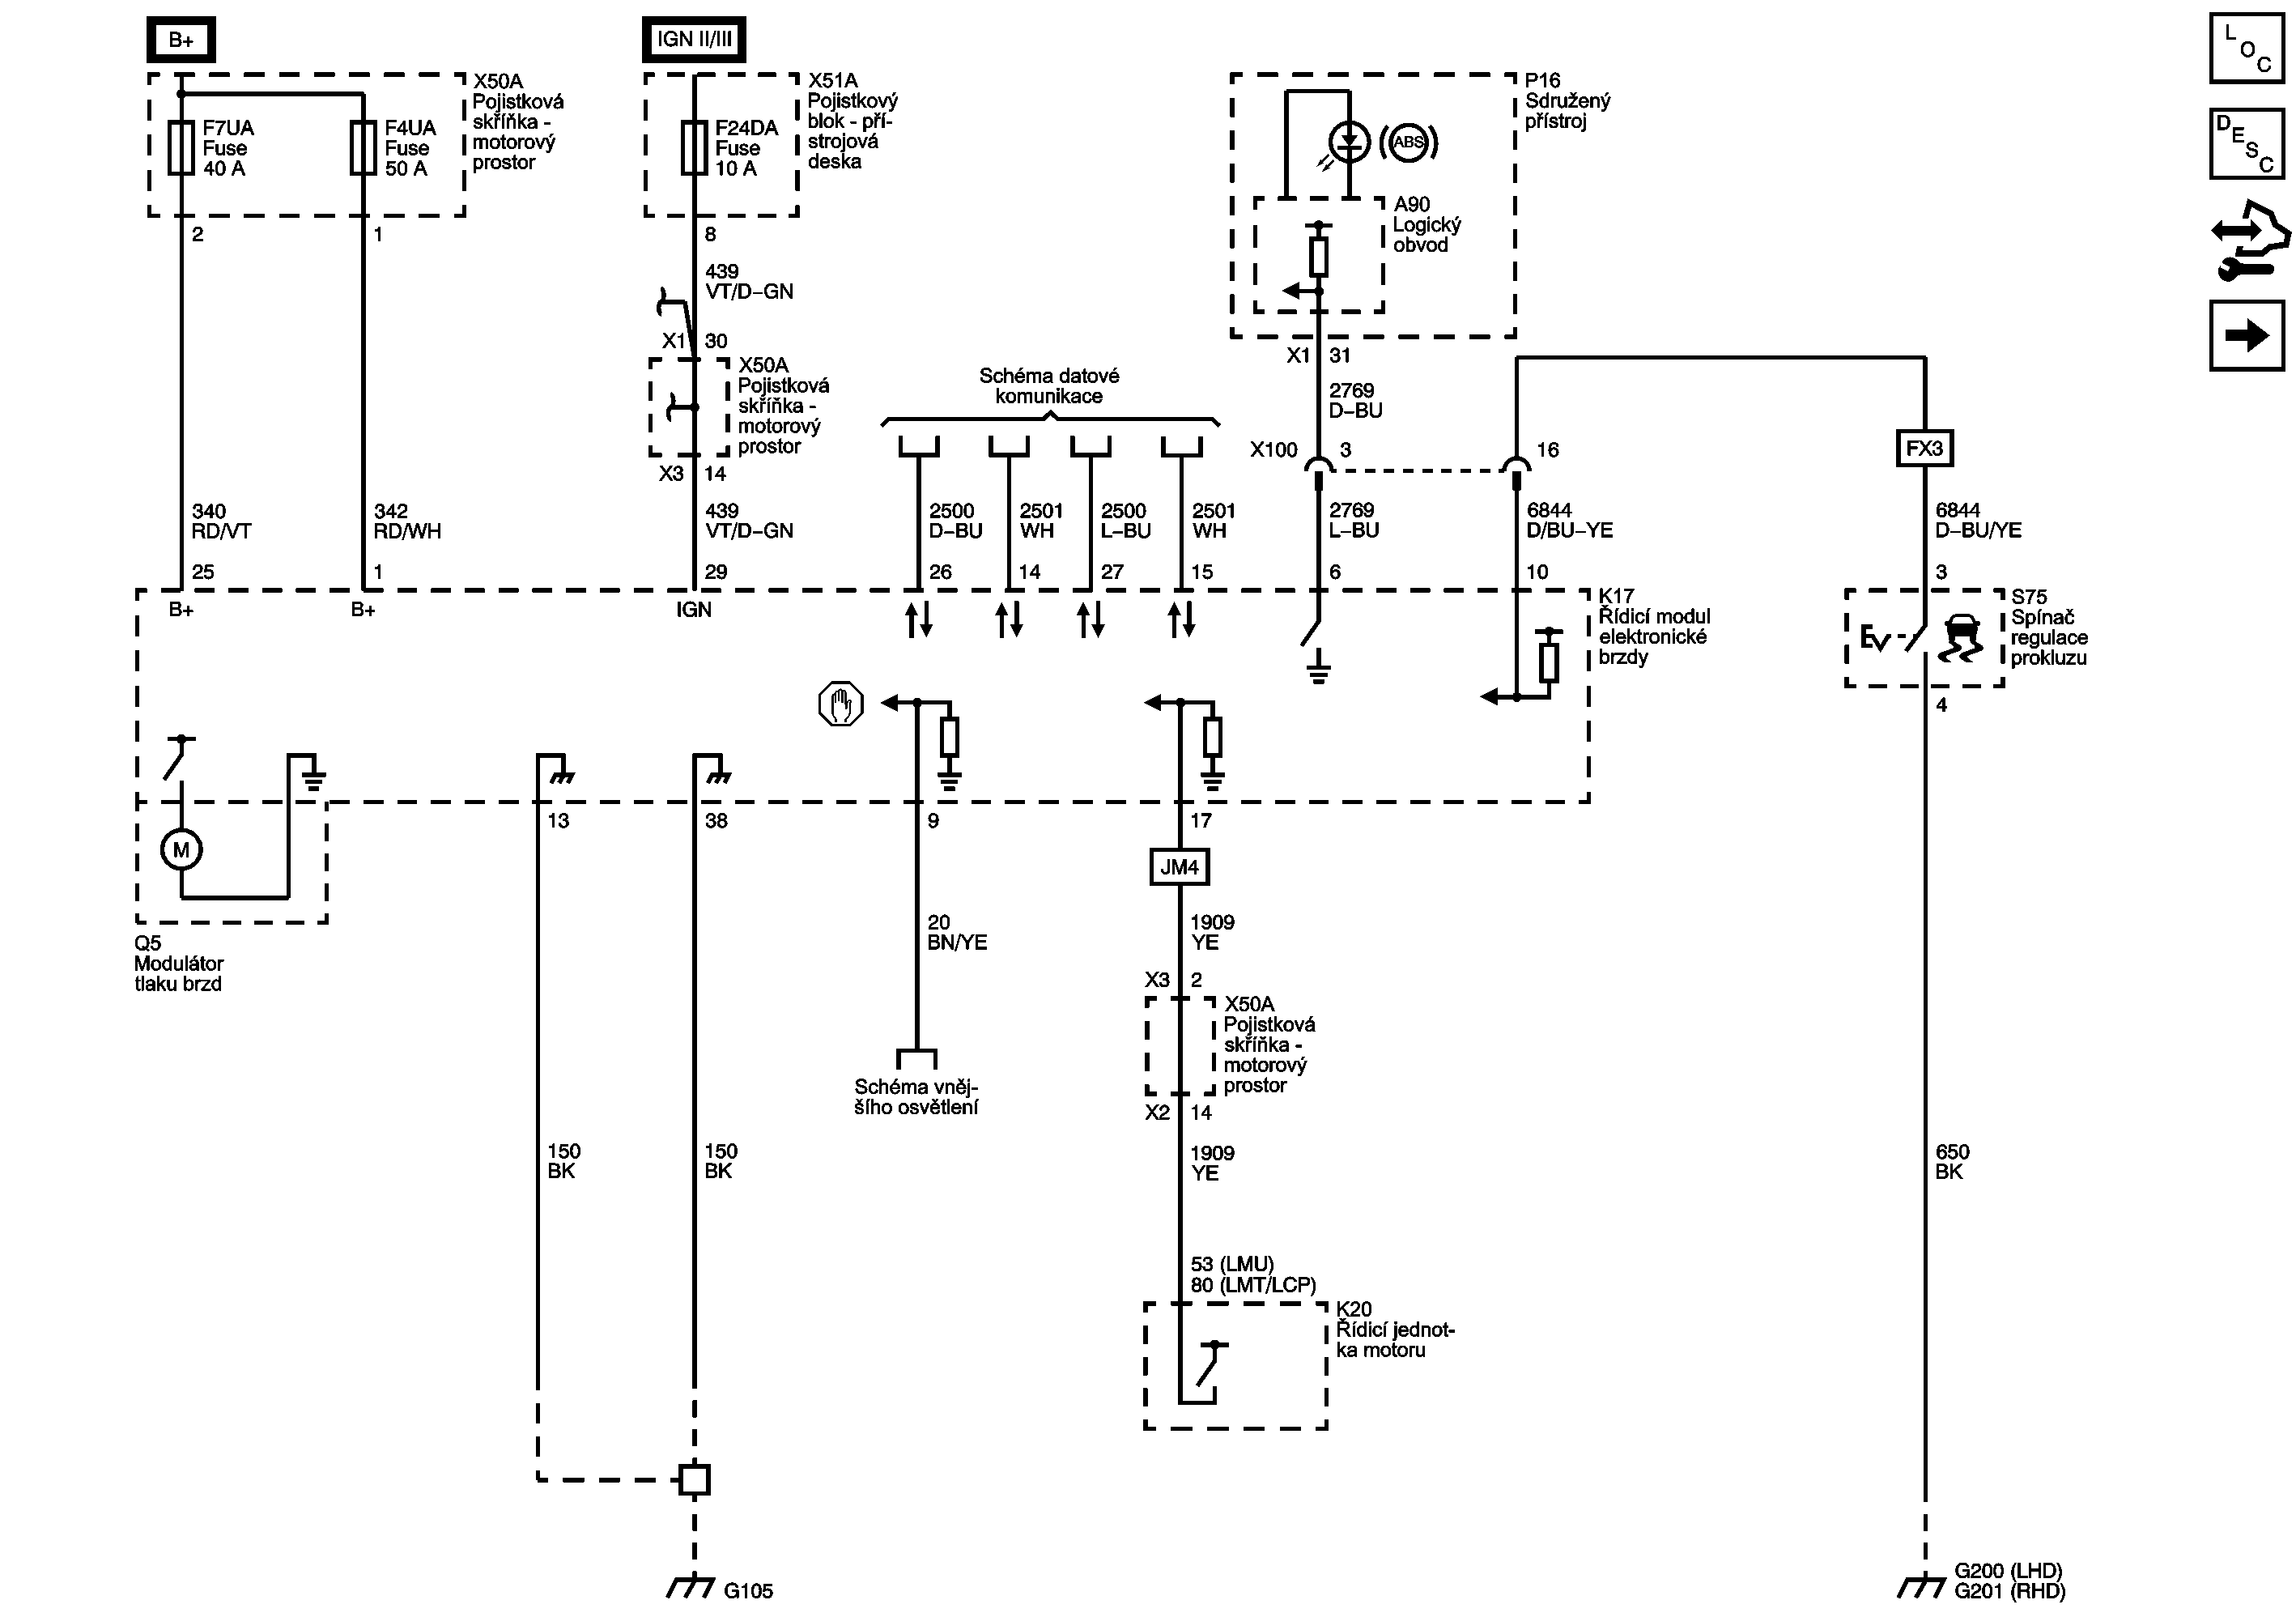 B+
IGN II/III
X50A
Pojistková
skříňka -
motorový
prostor
F7UA
Fuse
40 A
F4UA
Fuse
50 A
2
1
X51A
Pojistkový
blok - pří-
strojová
deska
F24DA
Fuse
10 A
8
439
VT/D-GN
X1
30
X50A
Pojistková
skříňka -
motorový
prostor
X3
14
439
VT/D-GN
29
340
RD/VT
25
342
RD/WH
1
P16
Sdružený
přístroj
ABS
A90
Logický
obvod
X1
31
2769
D-BU
X100
3
16
2769
L-BU
6
6844
D/BU-YE
10
Schéma datové
komunikace
2500
D-BU
26
2501
WH
14
2500
L-BU
27
2501
WH
15
FX3
6844
D-BU/YE
3
S75
Spínač
regulace
prokluzu
4
L
O
C
D
E
S
C
B+
B+
IGN
K17
Řídicí modul
elektronické
brzdy
M
Q5
Modulátor
tlaku brzd
13
38
9
17
JM4
20
BN/YE
Schéma vněj-
šího osvětlení
1909
YE
X3
2
X50A
Pojistková
skříňka -
motorový
prostor
X2
14
1909
YE
150
BK
150
BK
650
BK
53 (LMU)
80 (LMT/LCP)
K20
Řídicí jednot-
ka motoru
G105
G200 (LHD)
G201 (RHD)